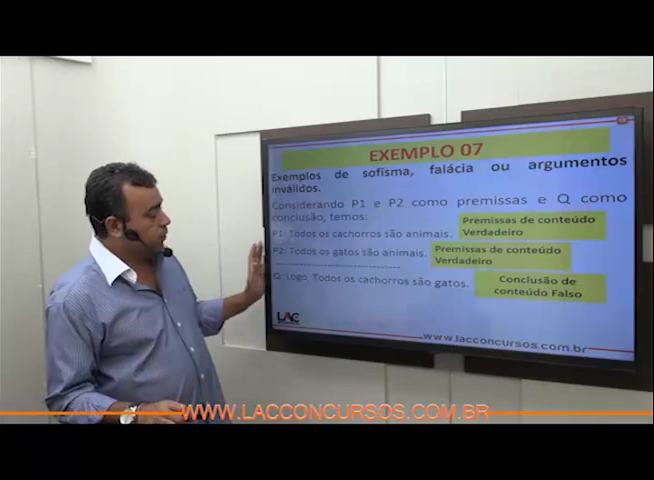 EXEMPLO 07
Exemplos de sofisma, falácia ou argumentos
inválidos.
Considerando P1 e P2 como premissas e Q como
conclusão, temos:
P1: Todos os cachorros são animais.
Premissas de conteúdo
Verdadeiro
P2: Todos os gatos são animais.
Premissas de conteúdo
Verdadeiro
Q: Logo Todos os cachorros são gatos.
Conclusão de
conteúdo Falso
LAC
www.lacconcursos.com.br
WWW.LACCONCURSOS.COM.BR